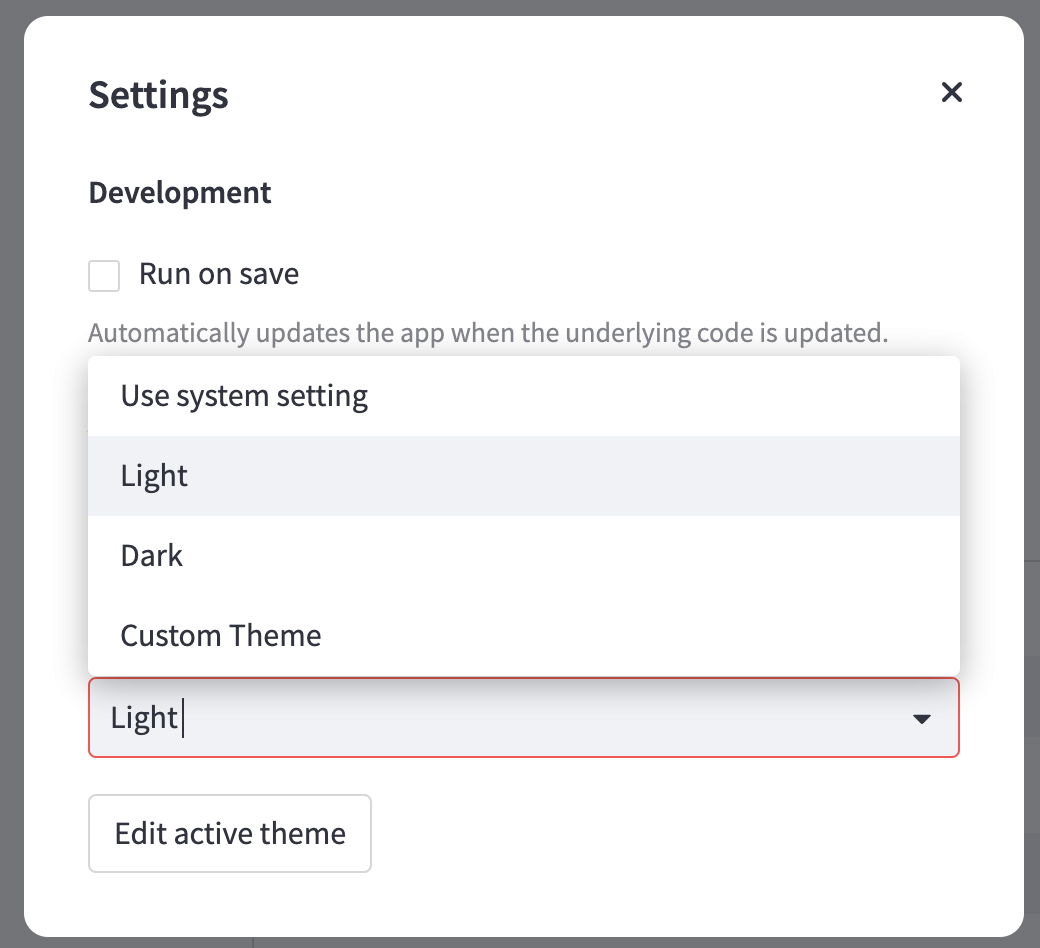 Settings
Development
Run on save
Automatically updates the app when the underlying code is updated.
Use system setting
Light
Dark
Custom Theme
Light
Edit active theme